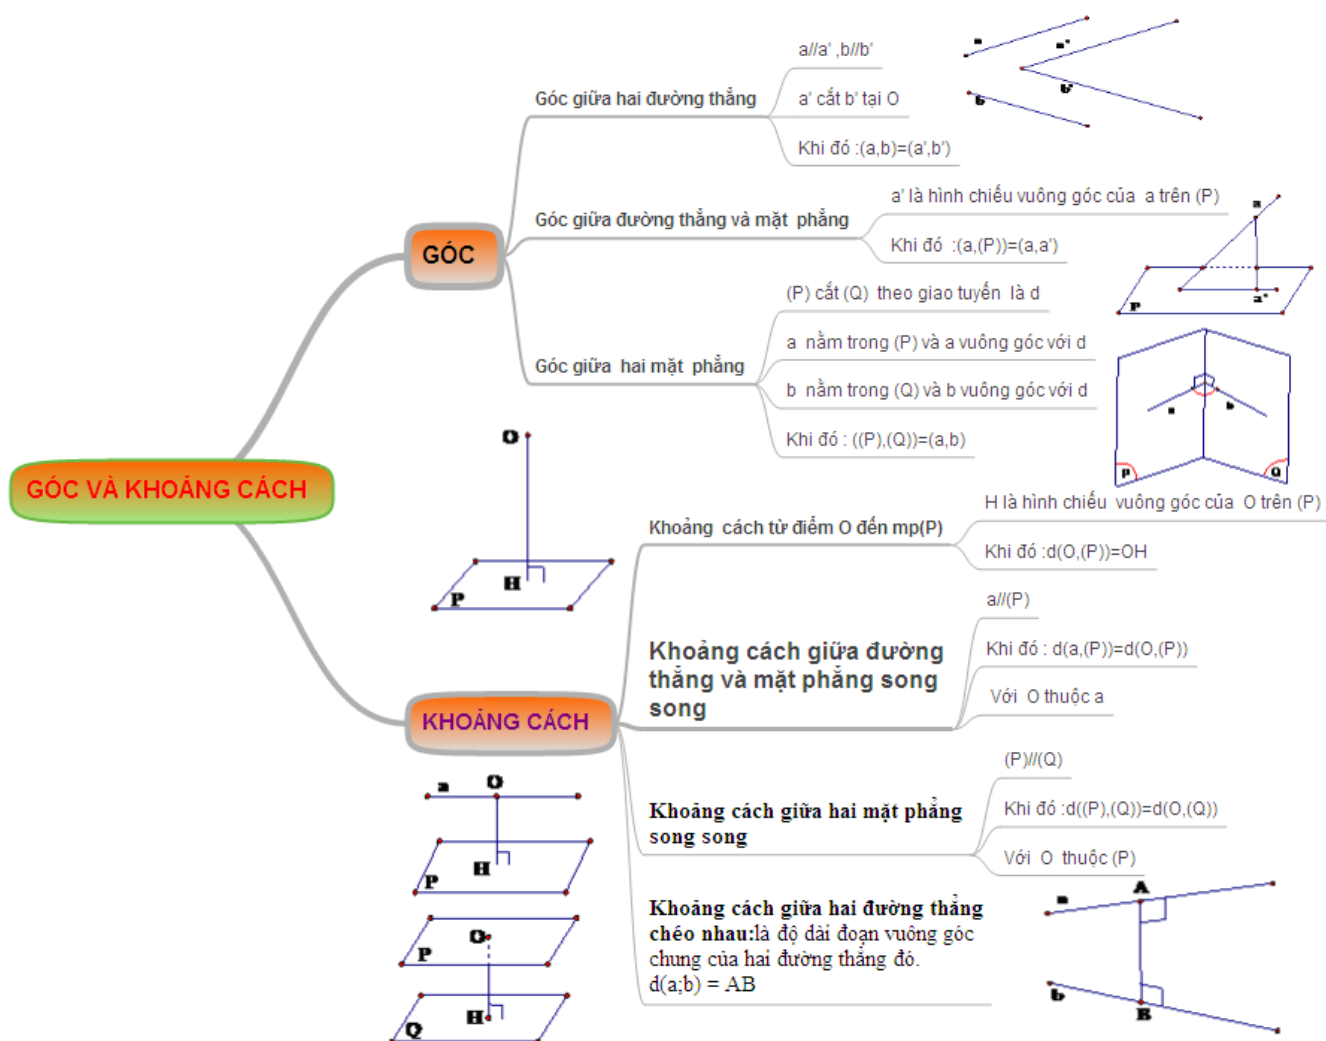 GÓC VÀ KHOẢNG CÁCH
GÓC
Góc giữa hai đường thẳng
a//a' ,b//b'
a' cắt b' tại O
Khi đó :(a,b)=(a',b')
a
a'
b
b'
Góc giữa đường thẳng và mặt phẳng
a' là hình chiếu vuông góc của a trên (P)
Khi đó :(a,(P))=(a,a')
a
a'
P
Góc giữa hai mặt phẳng
(P) cắt (Q) theo giao tuyến là d
a nằm trong (P) và a vuông góc với d
b nằm trong (Q) và b vuông góc với d
Khi đó : ((P),(Q))=(a,b)
a
b
P
Q
KHOẢNG CÁCH
Khoảng cách từ điểm O đến mp(P)
H là hình chiếu vuông góc của O trên (P)
Khi đó :d(O,(P))=OH
O
H
P
Khoảng cách giữa đường
thẳng và mặt phẳng song
song
a//(P)
Khi đó : d(a,(P))=d(O,(P))
Với O thuộc a
a
O
H
P
Khoảng cách giữa hai mặt phẳng
song song
(P)//(Q)
Khi đó :d((P),(Q))=d(O,(Q))
Với O thuộc (P)
O
P
H
Q
Khoảng cách giữa hai đường thẳng
chéo nhau:là độ dài đoạn vuông góc
chung của hai đường thẳng đó.
d(a;b) = AB
a
A
b
B